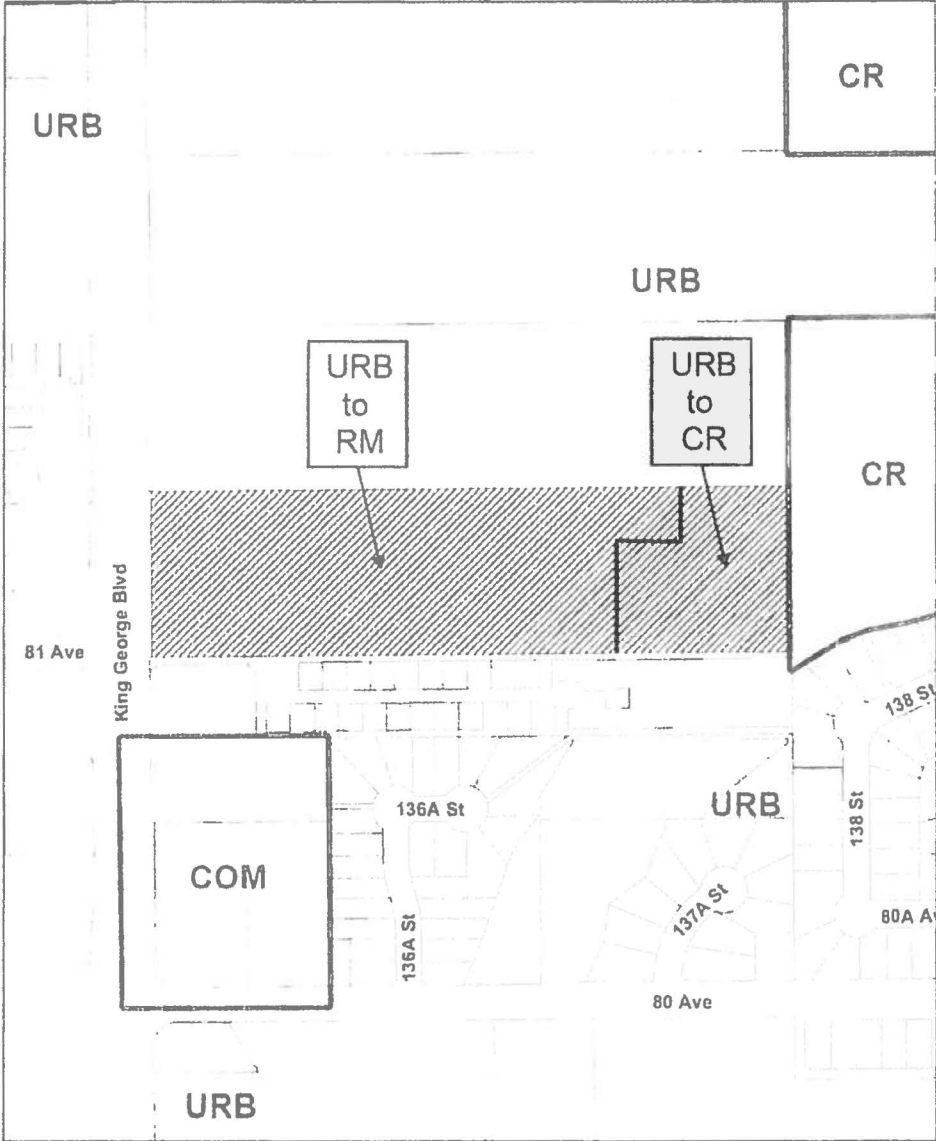 CR
URB
URB
URB
to
RM
URB
to
CR
CR
King George Blvd
81 Ave
138 St
136A St
URB
138 St
COM
137A St
136A St
80A Av
80 Ave
URB